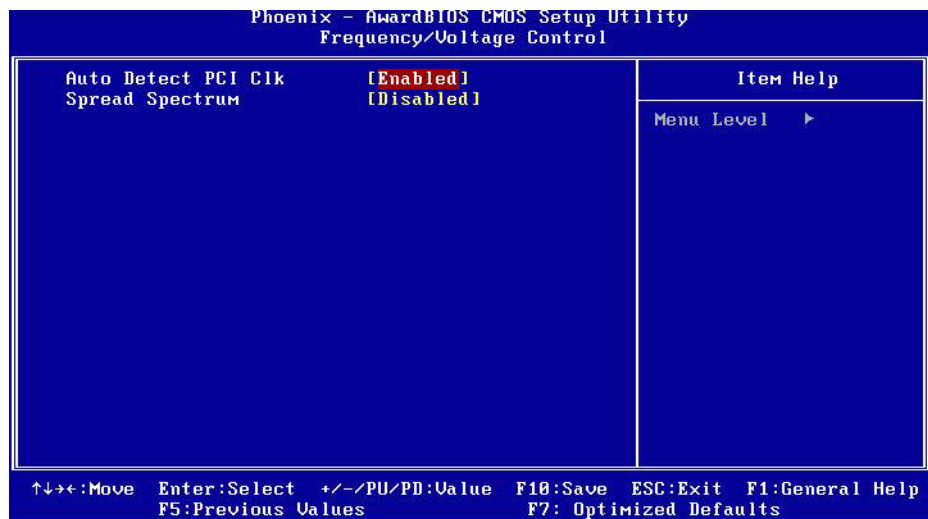 Phoenix - AwardBIOS CMOS Setup Utility
Frequency/Voltage Control
Auto Detect PCI Clk [Enabled]
Spread Spectrum [Disabled]
Item Help
Menu Level ▶
↑↓→←:Move Enter:Select +/-/PU/PD:Value F10:Save ESC:Exit F1:General Help
F5:Previous Values F7: Optimized Defaults